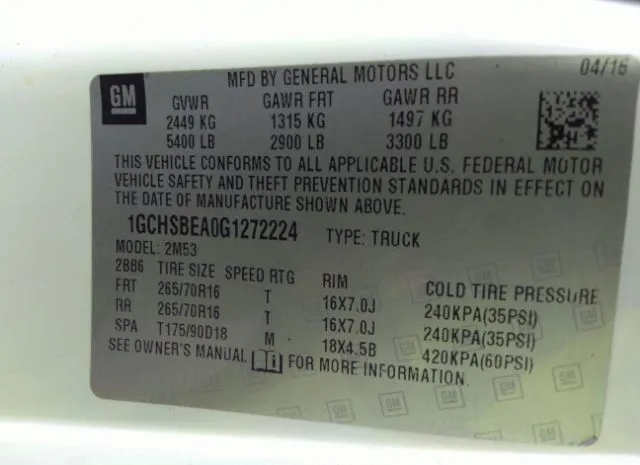 GM
MFD BY GENERAL MOTORS LLC 04/16
GVWR GAWR FRT GAWR RR
2449 KG 1315 KG 1497 KG
5400 LB 2900 LB 3300 LB
THIS VEHICLE CONFORMS TO ALL APPLICABLE U.S. FEDERAL MOTOR
VEHICLE SAFETY AND THEFT PREVENTION STANDARDS IN EFFECT ON
THE DATE OF MANUFACTURE SHOWN ABOVE.
1GCHSBEA0G1272224 TYPE: TRUCK
MODEL: 2M53
2886 TIRE SIZE SPEED RTG RIM COLD TIRE PRESSURE
FRT 265/70R16 T 16X7.0J 240KPA(35PSI)
RR 265/70R16 T 16X7.0J 240KPA(35PSI)
SPA T175/90D18 M 18X4.5B 420KPA(60PSI)
SEE OWNER'S MANUAL FOR MORE INFORMATION.